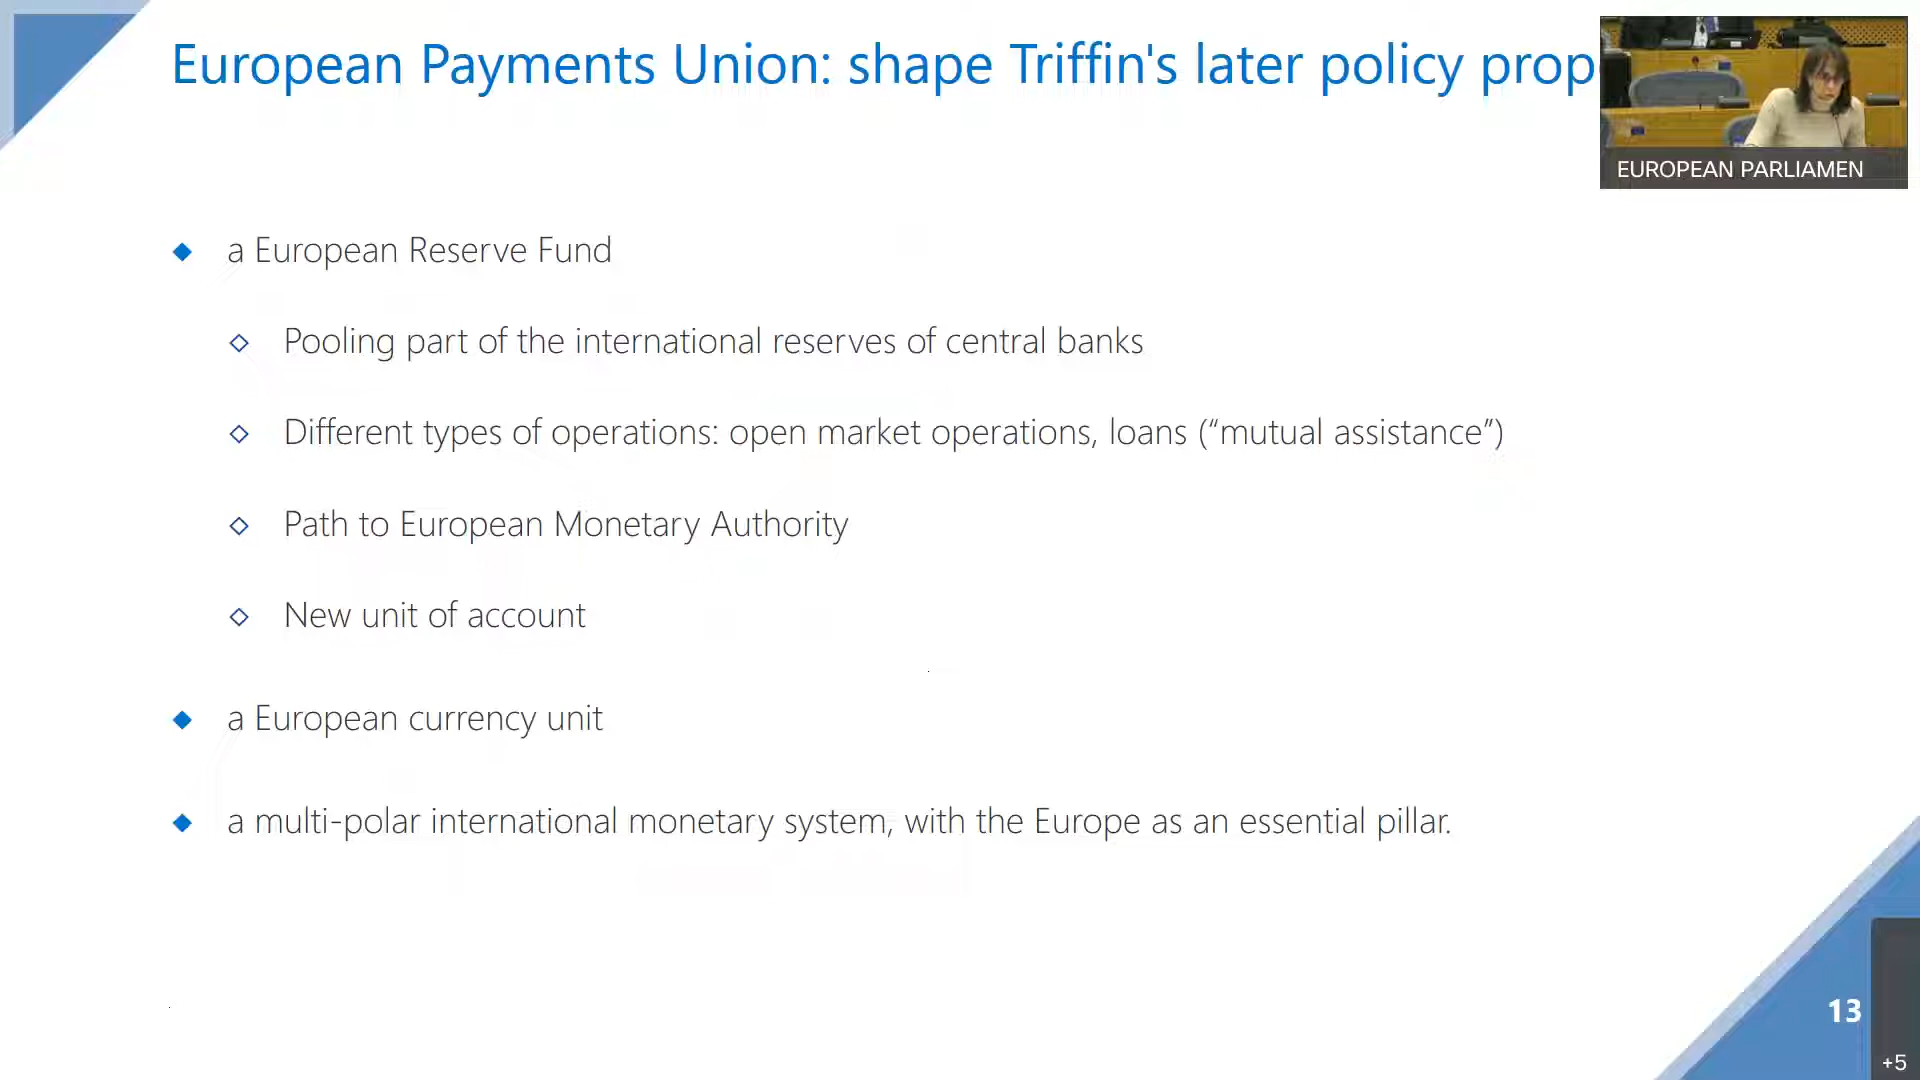 European Payments Union: shape Triffin's later policy prop
EUROPEAN PARLIAMEN
a European Reserve Fund
Pooling part of the international reserves of central banks
Different types of operations: open market operations, loans (“mutual assistance”)
Path to European Monetary Authority
New unit of account
a European currency unit
a multi-polar international monetary system, with the Europe as an essential pillar.
13
+5